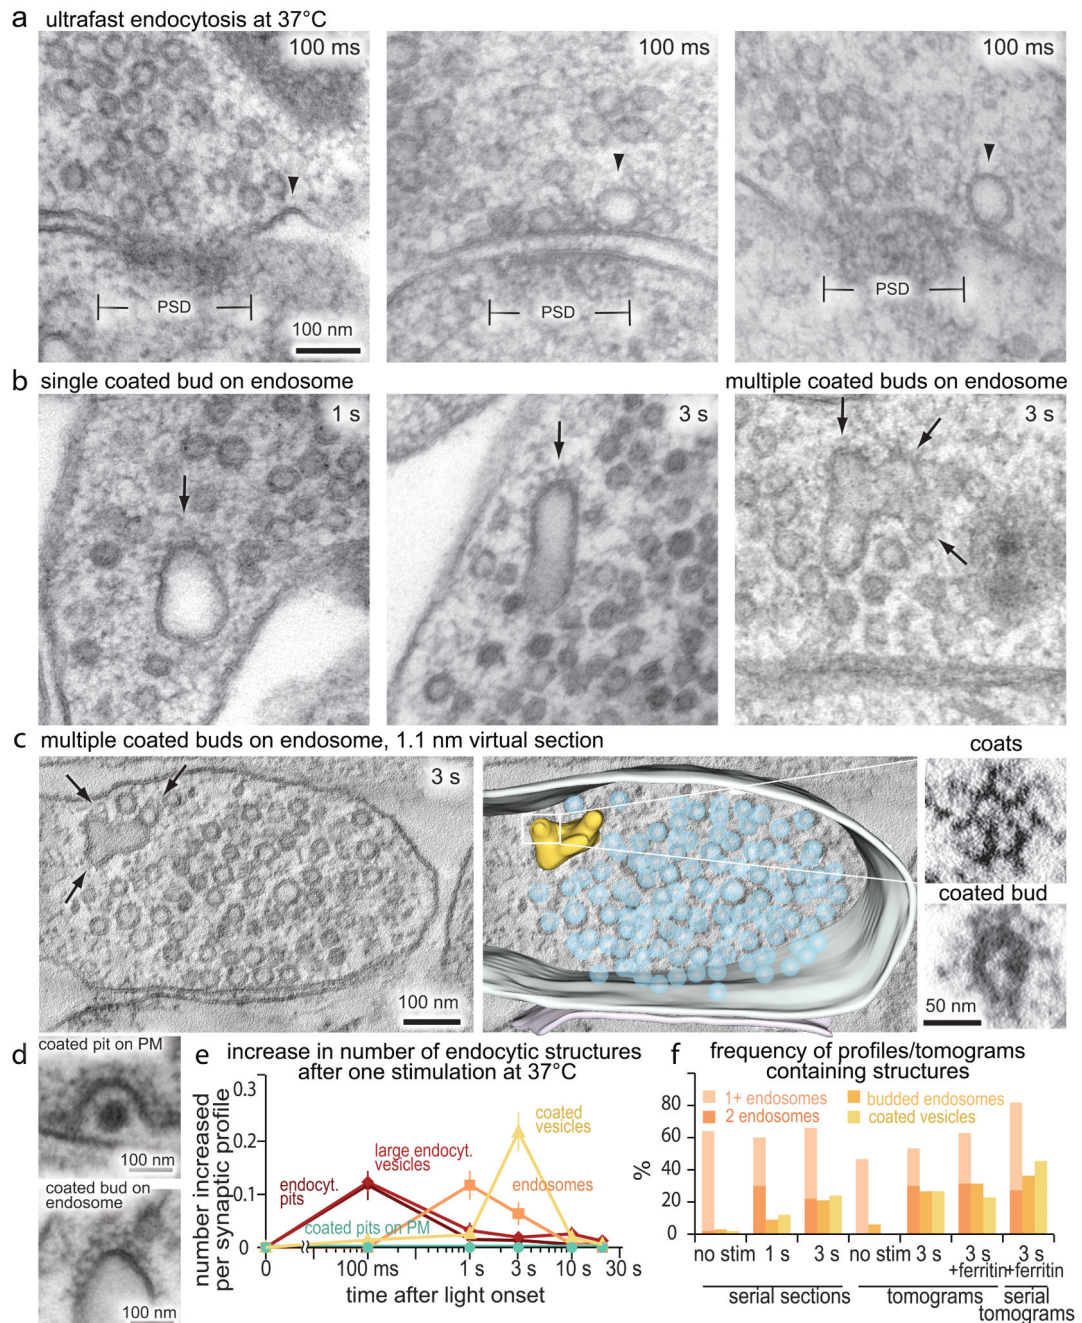 a ultrafast endocytosis at 37°C
100 ms
100 ms
100 ms
PSD
PSD
PSD
100 nm
b single coated bud on endosome
multiple coated buds on endosome
1 s
3 s
3 s
c multiple coated buds on endosome, 1.1 nm virtual section
3 s
100 nm
coats
coated bud
50 nm
d
coated pit on PM
100 nm
coated bud on
endosome
100 nm
e increase in number of endocytic structures
after one stimulation at 37°C
number increased
per synaptic profile
0.3
0.2
0.1
0
coated
vesicles
large endocyt.
vesicles
endocyt.
pits
endosomes
coated pits on PM
0
100 ms
1 s
3 s
10 s
30 s
time after light onset
f frequency of profiles/tomograms
containing structures
1+ endosomes
2 endosomes
budded endosomes
coated vesicles
%
80
60
40
20
0
no stim
1 s
3 s
no stim
3 s
3 s
+ferritin
3 s
+ferritin
serial sections
tomograms
serial
tomograms